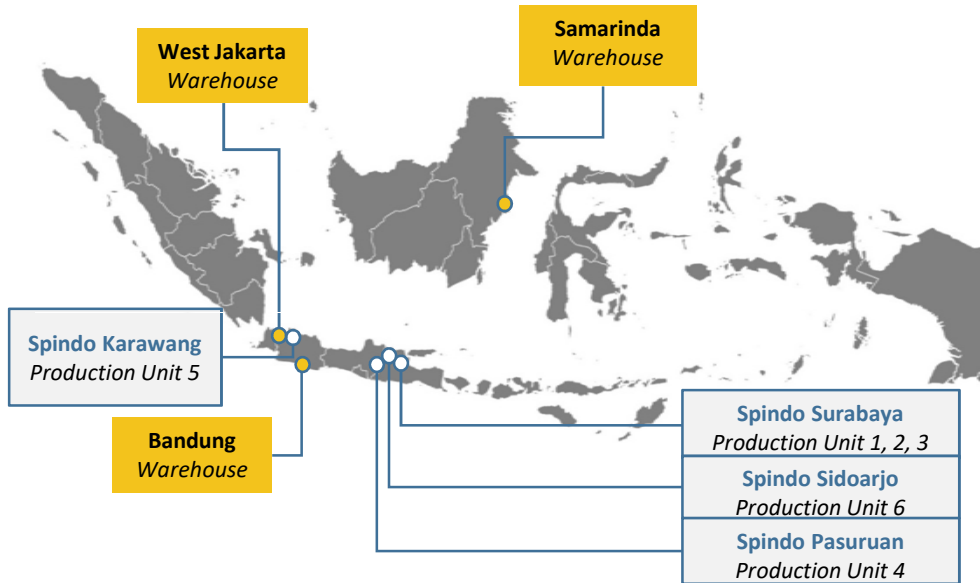 West Jakarta
Warehouse
Samarinda
Warehouse
Spindo Karawang
Production Unit 5
Bandung
Warehouse
Spindo Surabaya
Production Unit 1, 2, 3
Spindo Sidoarjo
Production Unit 6
Spindo Pasuruan
Production Unit 4